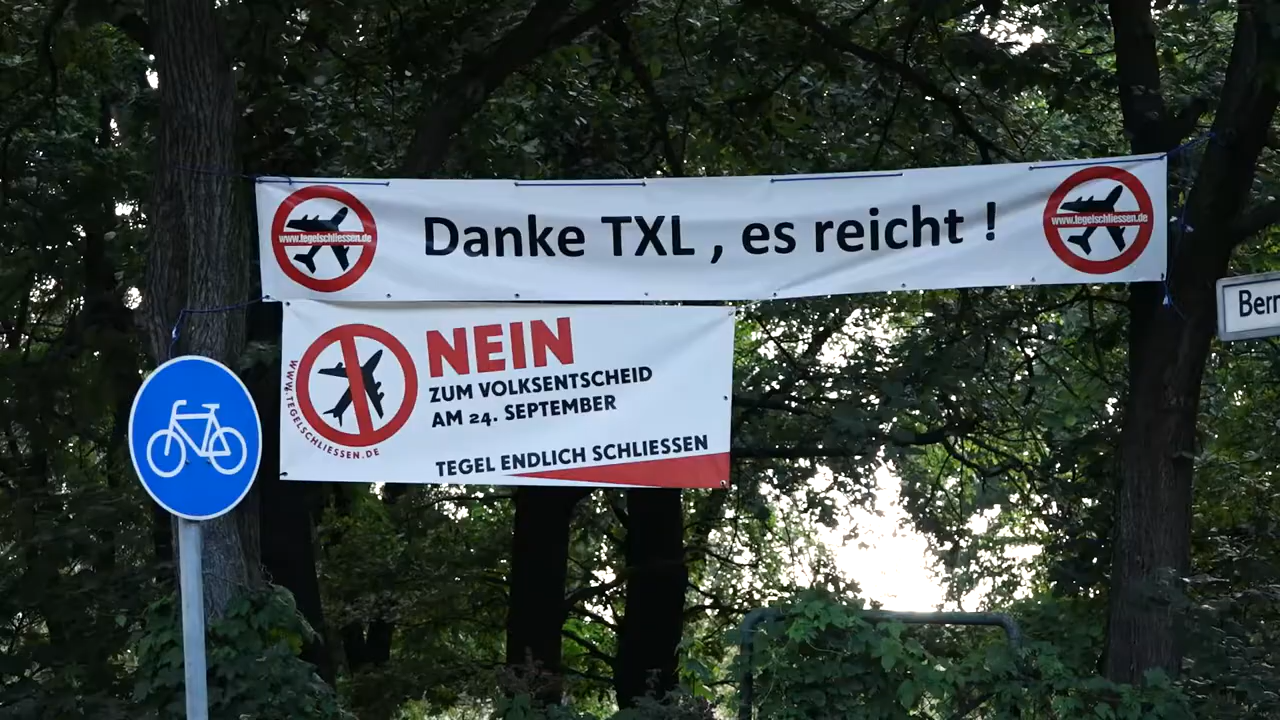 www.tegelschliessen.de
Danke TXL , es reicht !
www.tegelschliessen.de
WWW.TEGELSCHLIESSEN.DE
NEIN
ZUM VOLKSENTSCHEID
AM 24. SEPTEMBER
TEGEL ENDLICH SCHLIESSEN
Bern